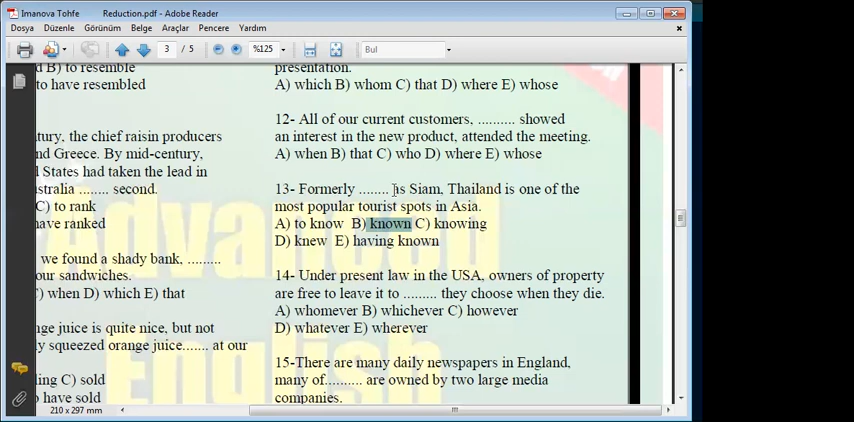 Imanova Tohfe Reduction.pdf - Adobe Reader
Dosya Düzenle Görünüm Belge Araçlar Pencere Yardım
3 / 5 %125 Bul
B) to resemble
to have resembled
the chief raisin producers
Greece. By mid-century,
States had taken the lead in
........ second.
C) to rank
have ranked
we found a shady bank, .........
our sandwiches.
C) when D) which E) that
juice is quite nice, but not
squeezed orange juice....... at our
C) sold
to have sold
presentation.
A) which B) whom C) that D) where E) whose
12- All of our current customers, .......... showed
an interest in the new product, attended the meeting.
A) when B) that C) who D) where E) whose
13- Formerly ........ as Siam, Thailand is one of the
most popular tourist spots in Asia.
A) to know B) known C) knowing
D) knew E) having known
14- Under present law in the USA, owners of property
are free to leave it to ......... they choose when they die.
A) whomever B) whichever C) however
D) whatever E) wherever
15-There are many daily newspapers in England,
many of.......... are owned by two large media
companies.
Advanced
English
210 x 297 mm